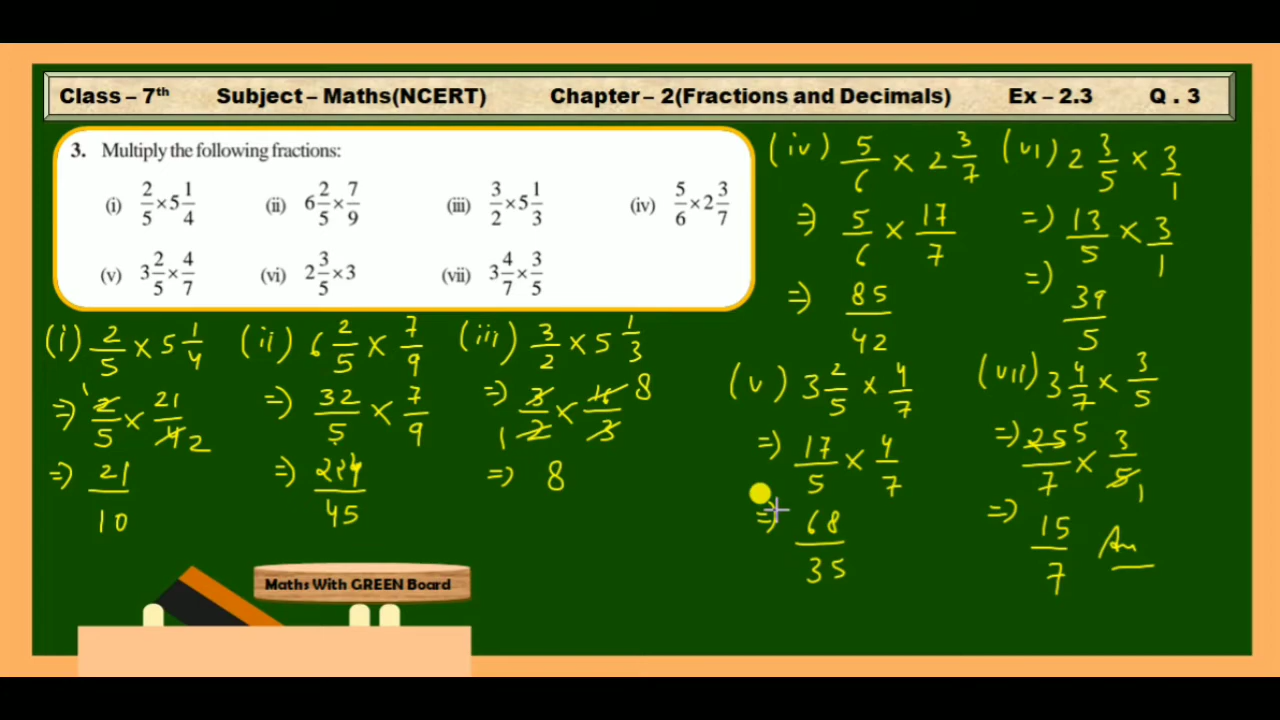 Class – 7th Subject – Maths(NCERT) Chapter – 2(Fractions and Decimals) Ex – 2.3 Q . 3
3. Multiply the following fractions:
(i) 2/5 × 5 1/4 (ii) 6 2/5 × 7/9 (iii) 3/2 × 5 1/3 (iv) 5/6 × 2 3/7
(v) 3 2/5 × 4/7 (vi) 2 3/5 × 3 (vii) 3 4/7 × 3/5
(i) 2/5 × 5 1/4
=> 2/5 × 21/4 1 2
=> 21/10
(ii) 6 2/5 × 7/9
=> 32/5 × 7/9
=> 224/45
(iii) 3/2 × 5 1/3
=> 3/2 × 16/3 8 1
=> 8
(iv) 5/6 × 2 3/7
=> 5/6 × 17/7
=> 85/42
(vi) 2 3/5 × 3/1
=> 13/5 × 3/1
=> 39/5
(v) 3 2/5 × 4/7
=> 17/5 × 4/7
=> 68/35
(vii) 3 4/7 × 3/5
=> 25/7 × 3/5 5 1
=> 15/7 An
Maths With GREEN Board